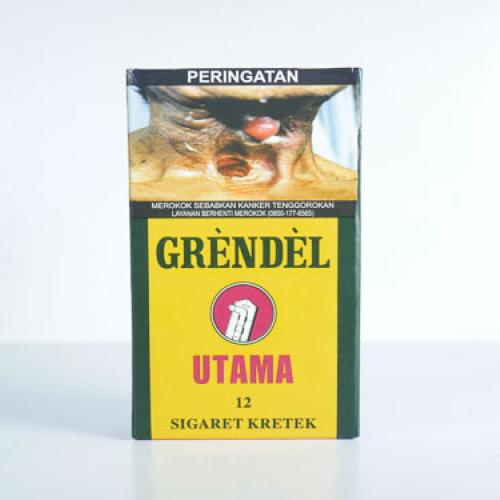 PERINGATAN
MEROKOK SEBABKAN KANKER TENGGOROKAN
LAYANAN BERHENTI MEROKOK (0800-177-6565)
GRÈNDÈL
UTAMA
12
SIGARET KRETEK